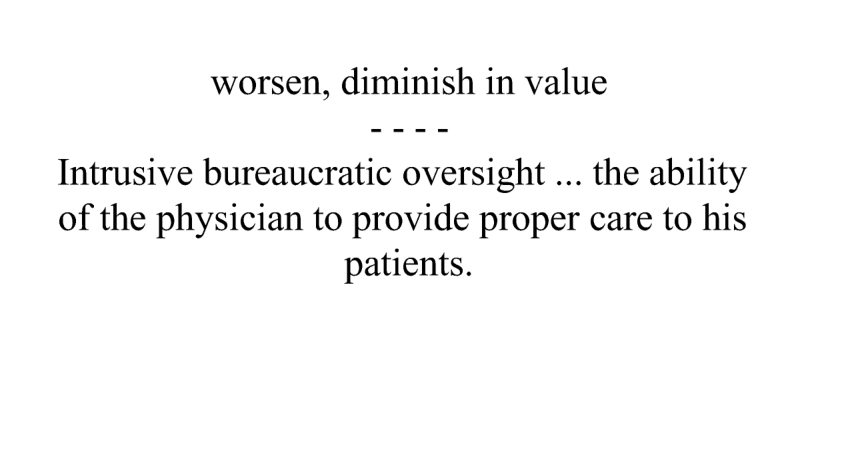 worsen, diminish in value
- - - -
Intrusive bureaucratic oversight ... the ability
of the physician to provide proper care to his
patients.